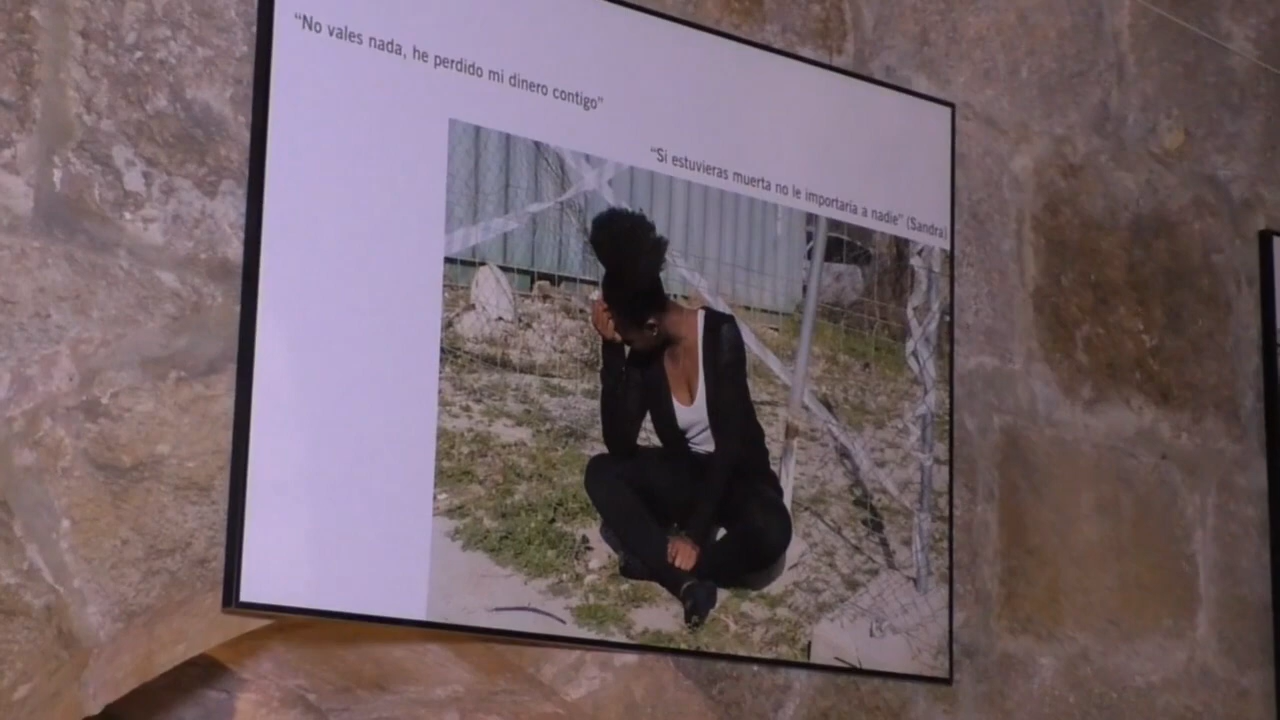 “No vales nada, he perdido mi dinero contigo”
“Si estuvieras muerta no le importaría a nadie” (Sandra)